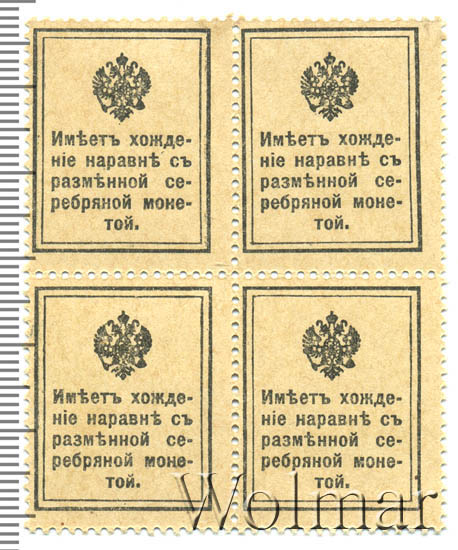 Имѣетъ хожде-
ніе наравнѣ съ
размѣнной се-
ребряной моне-
той.
Имѣетъ хожде-
ніе наравнѣ съ
размѣнной се-
ребряной моне-
той.
Имѣетъ хожде-
ніе наравнѣ съ
размѣнной се-
ребряной моне-
той.
Имѣетъ хожде-
ніе наравнѣ съ
размѣнной се-
ребряной моне-
той.
Wolmar